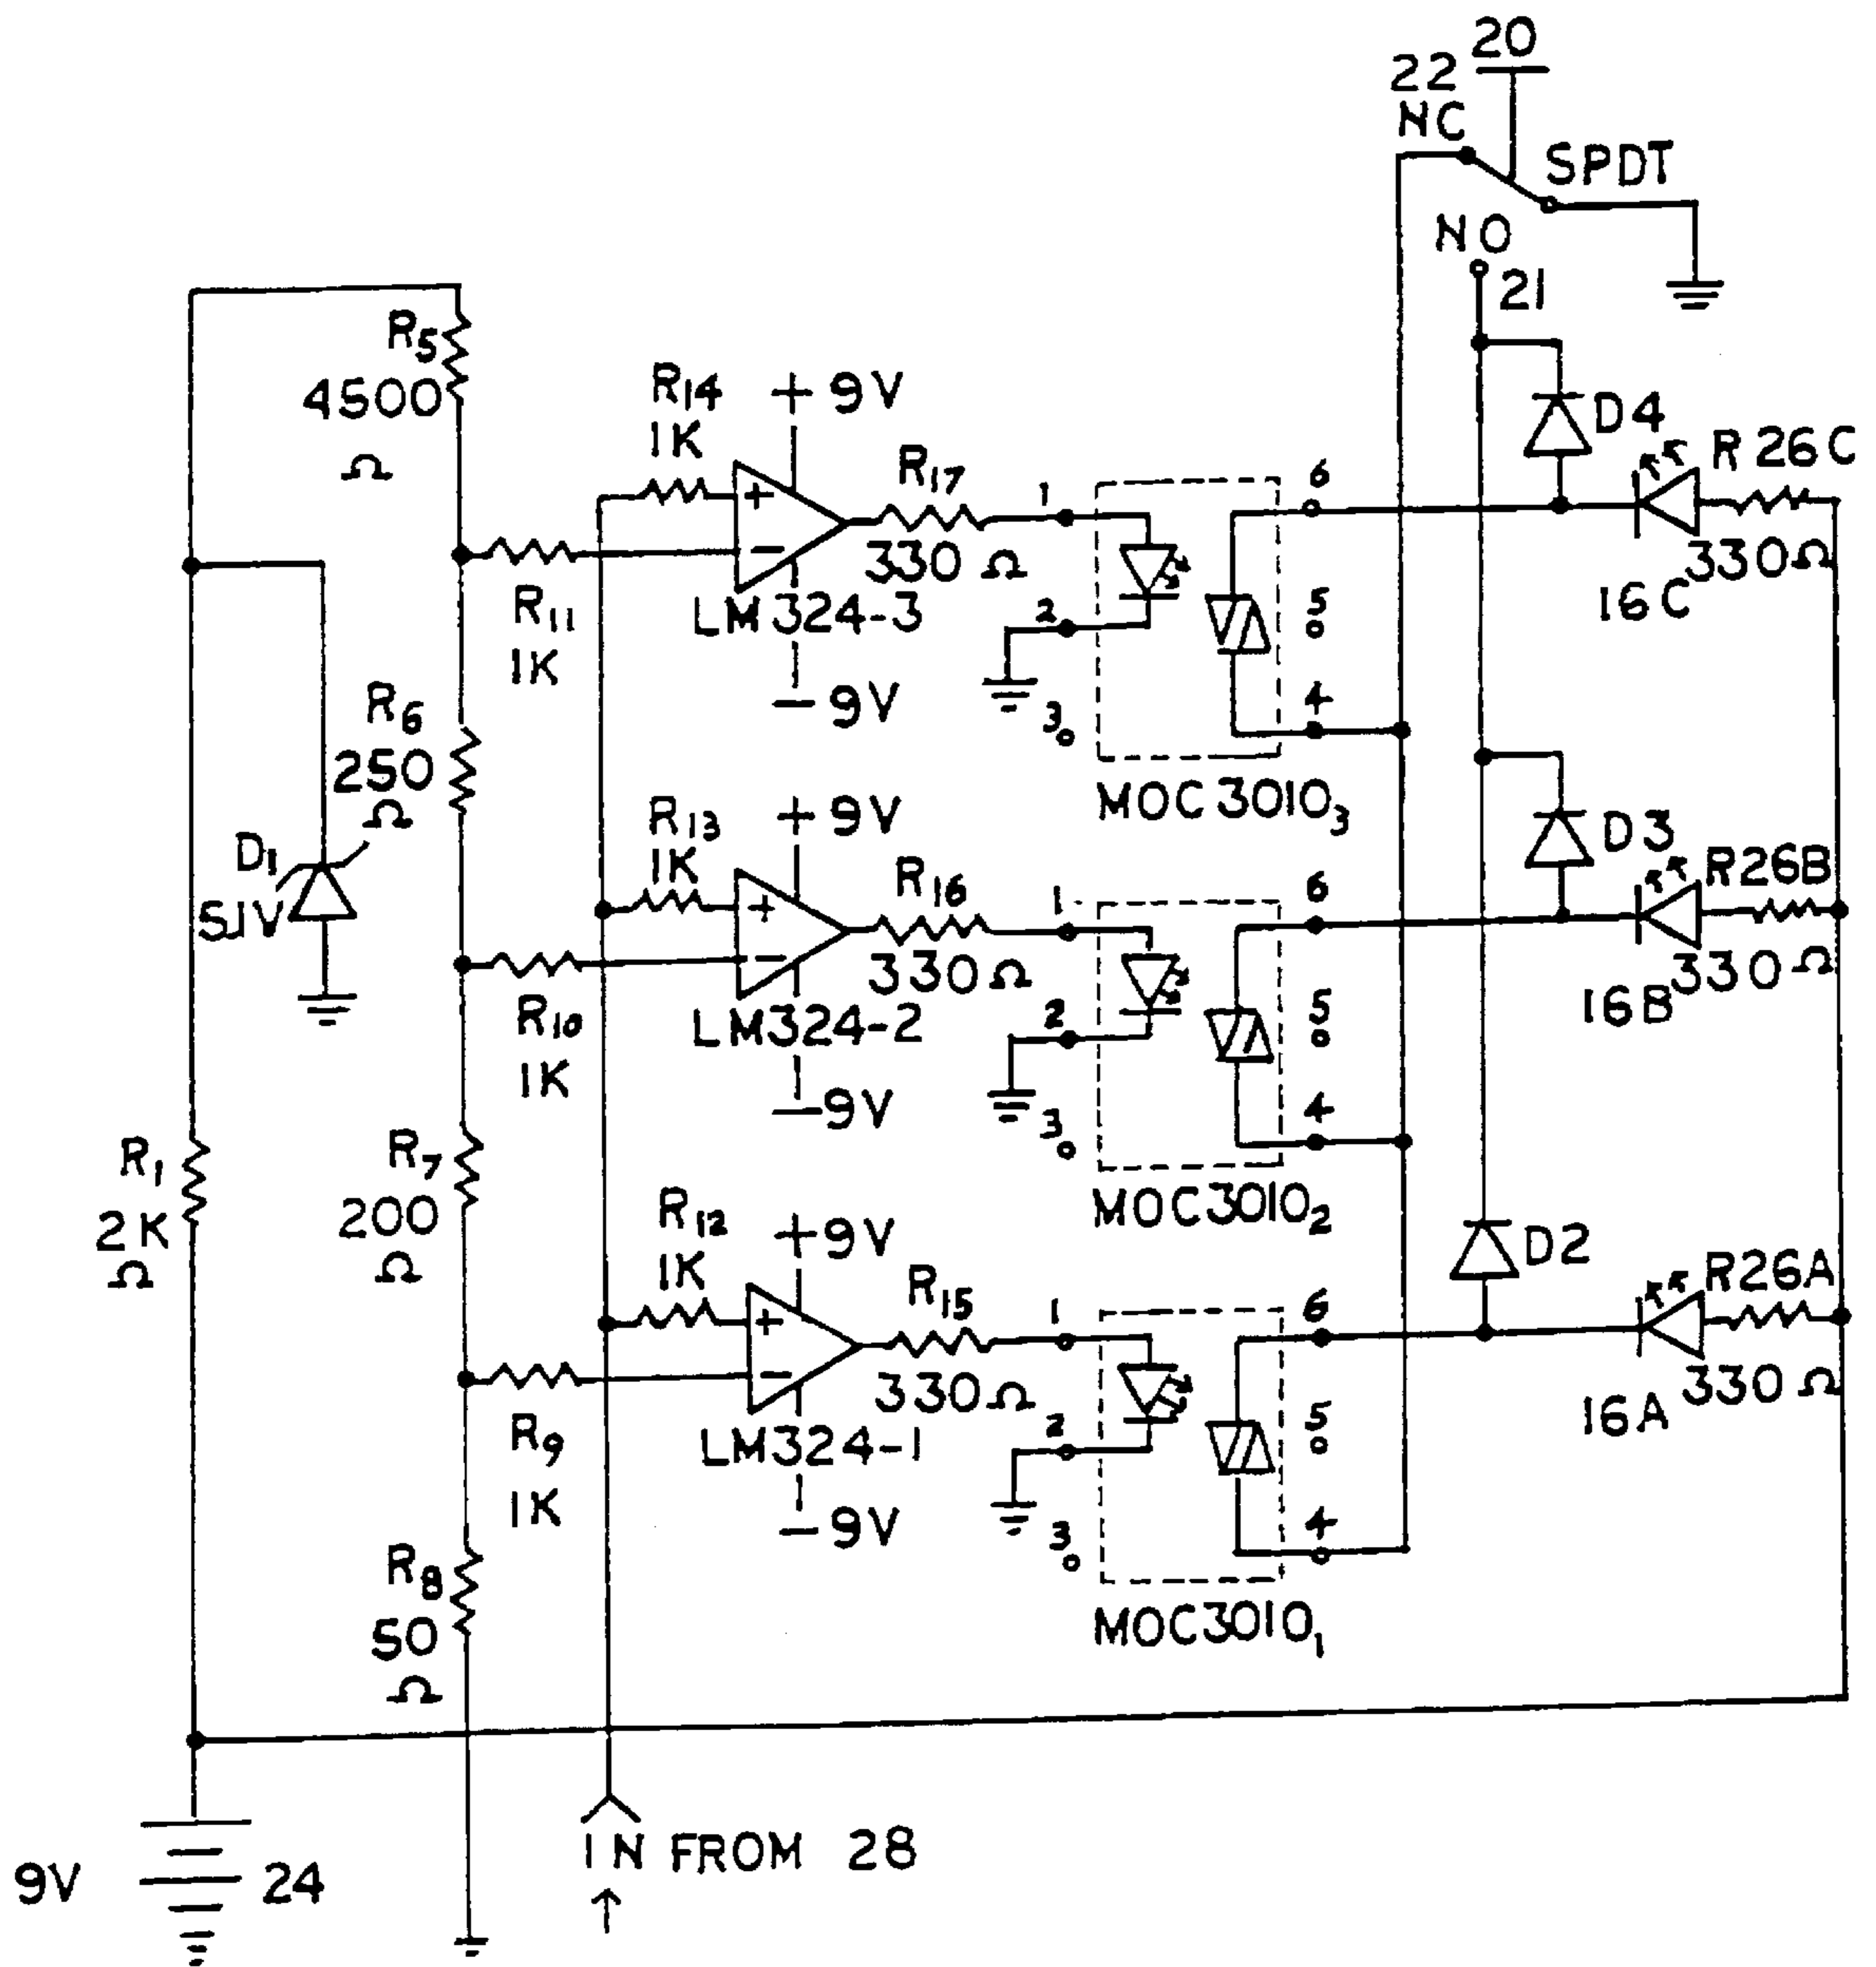 20
22
NC
SPDT
NO
21
R5
4500
Ω
R14
1K
+9V
R17
330 Ω
1
6
D4
R 26C
330Ω
16C
R11
1K
LM324-3
-9V
2
3
5
4
MOC30103
R6
250
Ω
D1
5.1V
R13
1K
+9V
R16
330Ω
1
6
D3
R26B
330Ω
16B
R10
1K
LM324-2
-9V
2
3
5
4
MOC30102
R1
2K
Ω
R7
200
Ω
R12
1K
+9V
R15
330Ω
1
6
D2
R26A
330Ω
16A
R9
1K
LM324-1
-9V
2
3
5
4
MOC30101
R8
50
Ω
9V
24
IN FROM 28